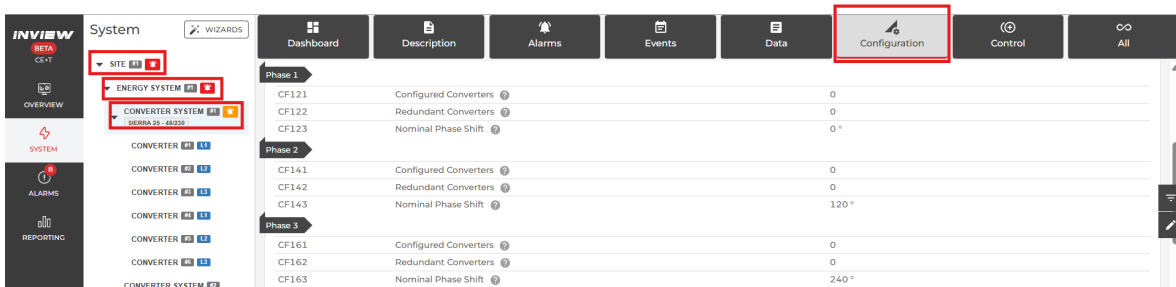 INVIEW
BETA
CE+T
OVERVIEW
SYSTEM
8
ALARMS
REPORTING
System
WIZARDS
SITE #1
ENERGY SYSTEM #1
CONVERTER SYSTEM #1
SIERRA 25 - 48/230
CONVERTER #1 L1
CONVERTER #2 L2
CONVERTER #3 L3
CONVERTER #4 L1
CONVERTER #5 L2
CONVERTER #6 L3
CONVERTER SYSTEM #2
Dashboard
Description
Alarms
Events
Data
Configuration
Control
All
Phase 1
CF121 Configured Converters ? 0
CF122 Redundant Converters ? 0
CF123 Nominal Phase Shift ? 0 °
Phase 2
CF141 Configured Converters ? 0
CF142 Redundant Converters ? 0
CF143 Nominal Phase Shift ? 120 °
Phase 3
CF161 Configured Converters ? 0
CF162 Redundant Converters ? 0
CF163 Nominal Phase Shift ? 240 °